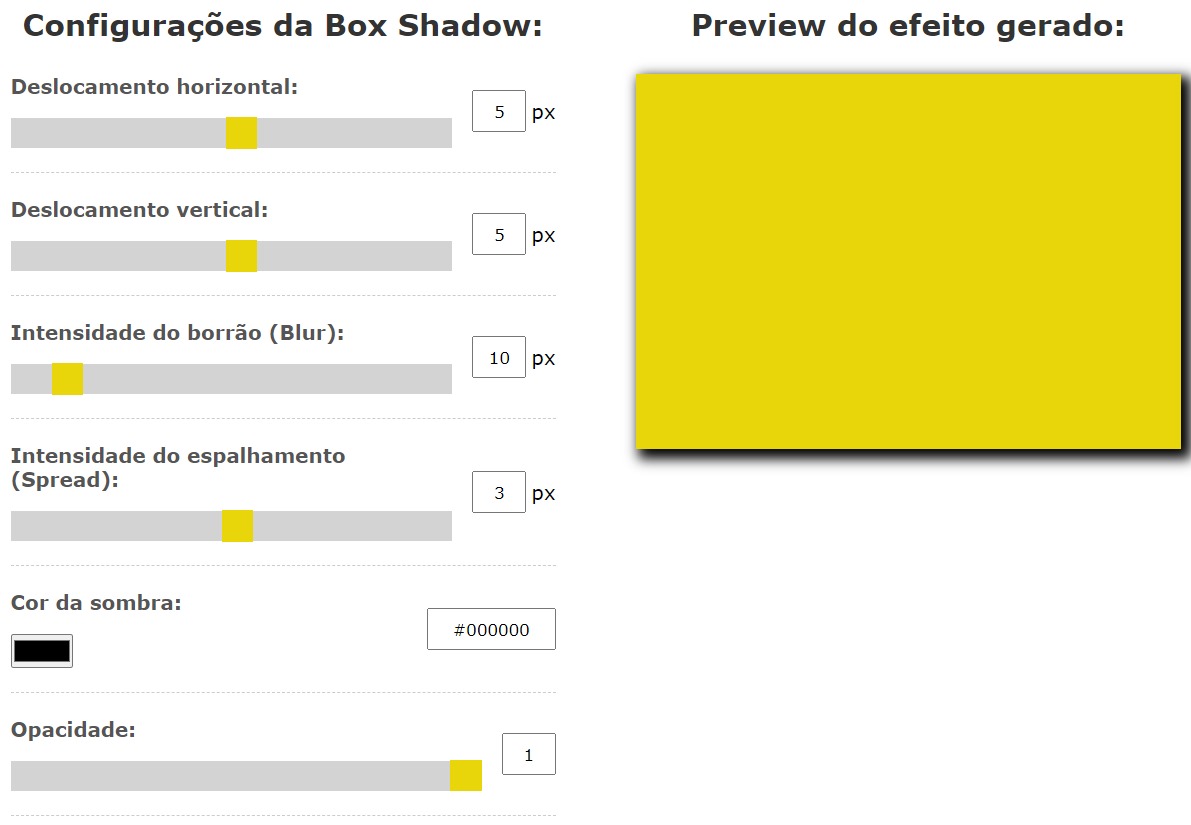 Configurações da Box Shadow:
Deslocamento horizontal:
5 px
Deslocamento vertical:
5 px
Intensidade do borrão (Blur):
10 px
Intensidade do espalhamento
(Spread):
3 px
Cor da sombra:
#000000
Opacidade:
1
Preview do efeito gerado: